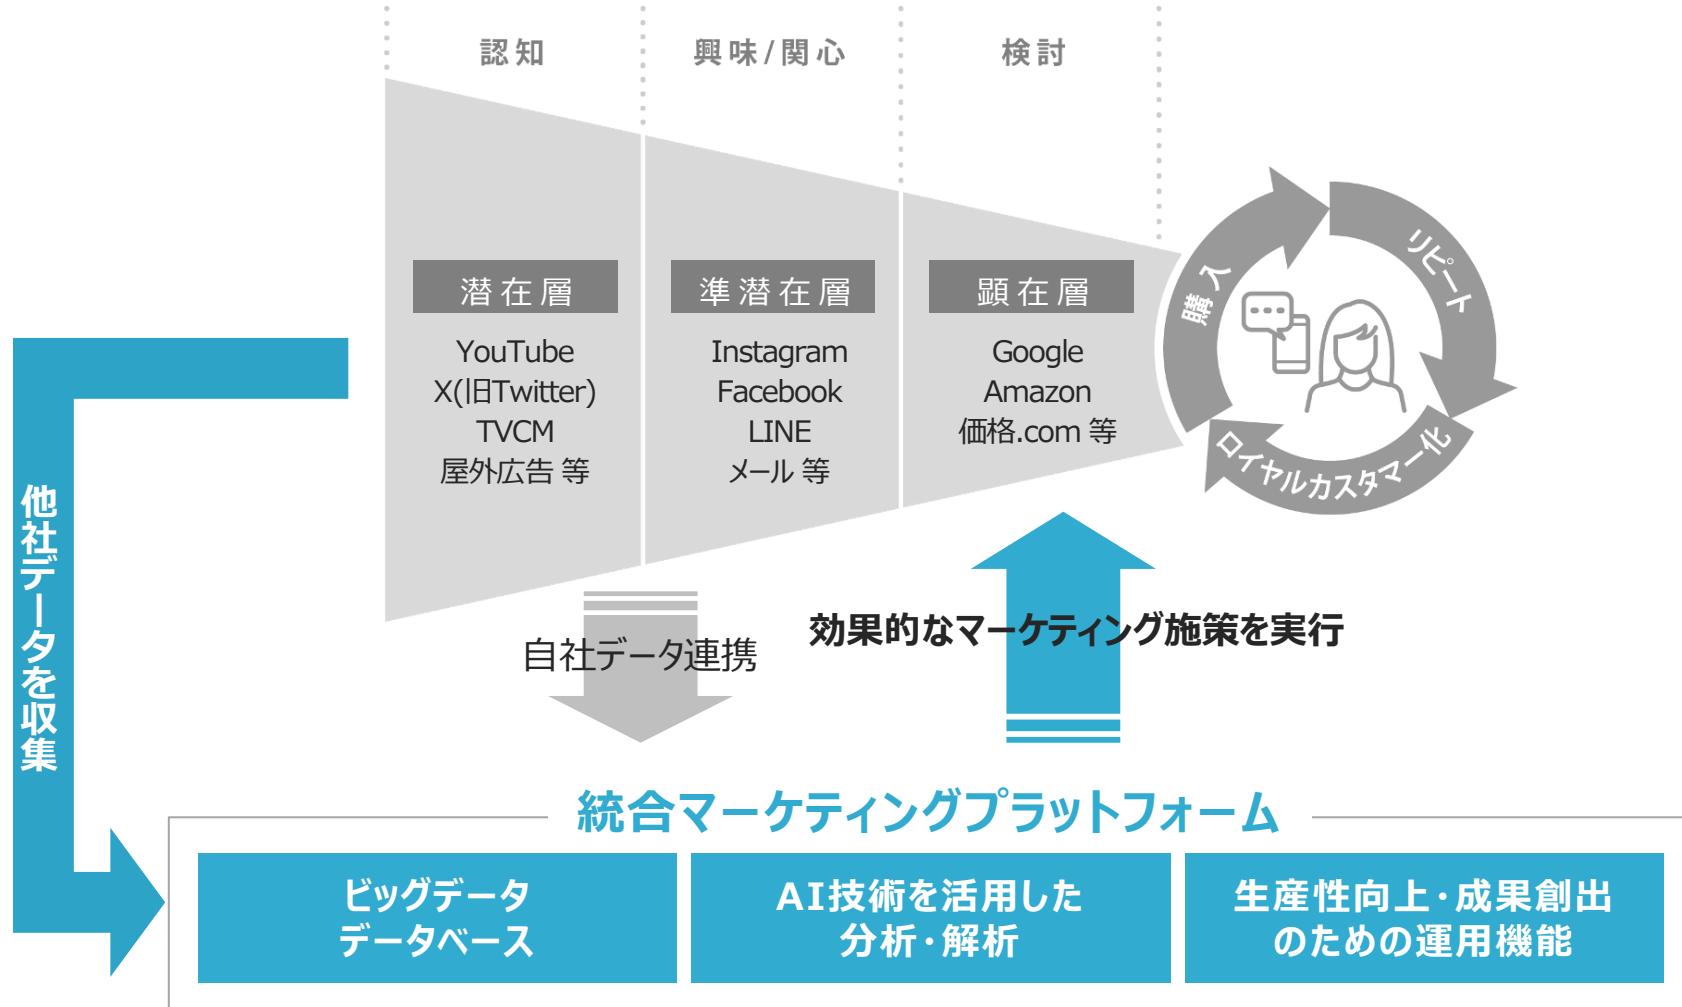 認知
興味/関心
検討
潜在層
YouTube
X(旧Twitter)
TVCM
屋外広告 等
準潜在層
Instagram
Facebook
LINE
メール 等
顕在層
Google
Amazon
価格.com 等
購入
リピート
ロイヤルカスタマー化
他社データを収集
自社データ連携
効果的なマーケティング施策を実行
統合マーケティングプラットフォーム
ビッグデータ
データベース
AI技術を活用した
分析・解析
生産性向上・成果創出
のための運用機能